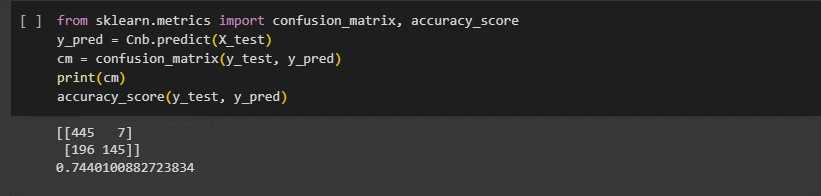 [ ] from sklearn.metrics import confusion_matrix, accuracy_score
y_pred = Cnb.predict(X_test)
cm = confusion_matrix(y_test, y_pred)
print(cm)
accuracy_score(y_test, y_pred)
[[445   7]
 [196 145]]
0.7440100882723834